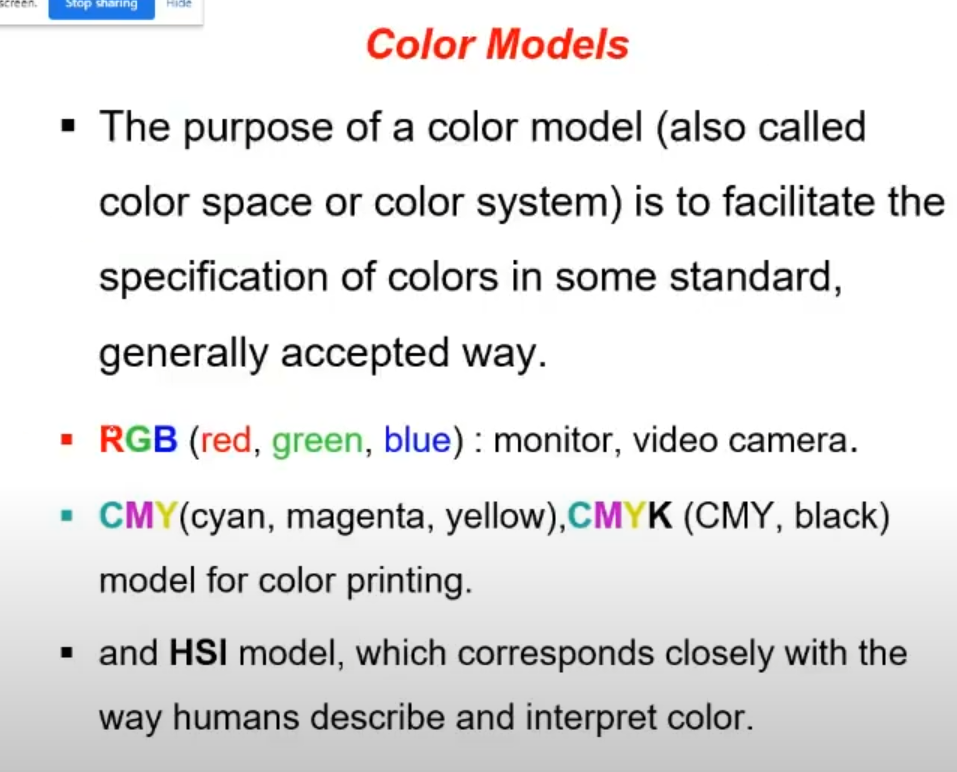 screen.
Stop sharing
Hide
Color Models
▪ The purpose of a color model (also called
color space or color system) is to facilitate the
specification of colors in some standard,
generally accepted way.
▪ RGB (red, green, blue) : monitor, video camera.
▪ CMY(cyan, magenta, yellow),CMYK (CMY, black)
model for color printing.
▪ and HSI model, which corresponds closely with the
way humans describe and interpret color.